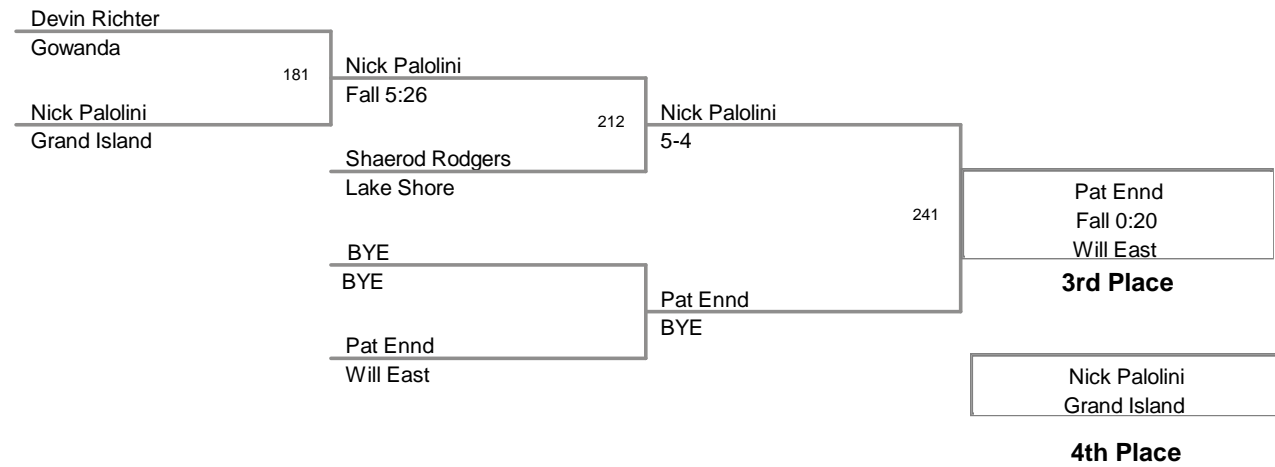 Devin Richter
Gowanda
181
Nick Palolini
Grand Island
Nick Palolini
Fall 5:26
212
Shaerod Rodgers
Lake Shore
BYE
BYE
Pat Ennd
Will East
Nick Palolini
5-4
241
Pat Ennd
BYE
Pat Ennd
Fall 0:20
Will East
3rd Place
Nick Palolini
Grand Island
4th Place